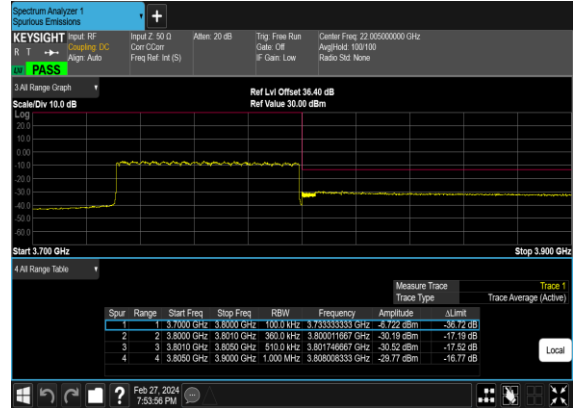 Spectrum Analyzer 1
Spurious Emissions
KEYSIGHT Input: RF Input Z: 50 Ω Atten: 20 dB Trig: Free Run Center Freq: 22.005000000 GHz
R T Coupling: DC Corr CCorr Gate: Off Avg|Hold: 100/100
Align: Auto Freq Ref: Int (S) IF Gain: Low Radio Std: None
PASS
3 All Range Graph
Ref Lvl Offset 36.40 dB
Scale/Div 10.0 dB Ref Value 30.00 dBm
Log
20.0
10.0
0.00
-10.0
-20.0
-30.0
-40.0
-50.0
-60.0
Start 3.700 GHz Stop 3.900 GHz
4 All Range Table
Measure Trace Trace 1
Trace Type Trace Average (Active)
Spur Range Start Freq Stop Freq RBW Frequency Amplitude ΔLimit
1 1 3.7000 GHz 3.8000 GHz 100.0 kHz 3.733333333 GHz -6.722 dBm -36.72 dB
2 2 3.8000 GHz 3.8010 GHz 360.0 kHz 3.800011667 GHz -30.19 dBm -17.19 dB
3 3 3.8010 GHz 3.8050 GHz 510.0 kHz 3.801746667 GHz -30.52 dBm -17.52 dB
4 4 3.8050 GHz 3.9000 GHz 1.000 MHz 3.808008333 GHz -29.77 dBm -16.77 dB
Local
? Feb 27, 2024
7:53:56 PM